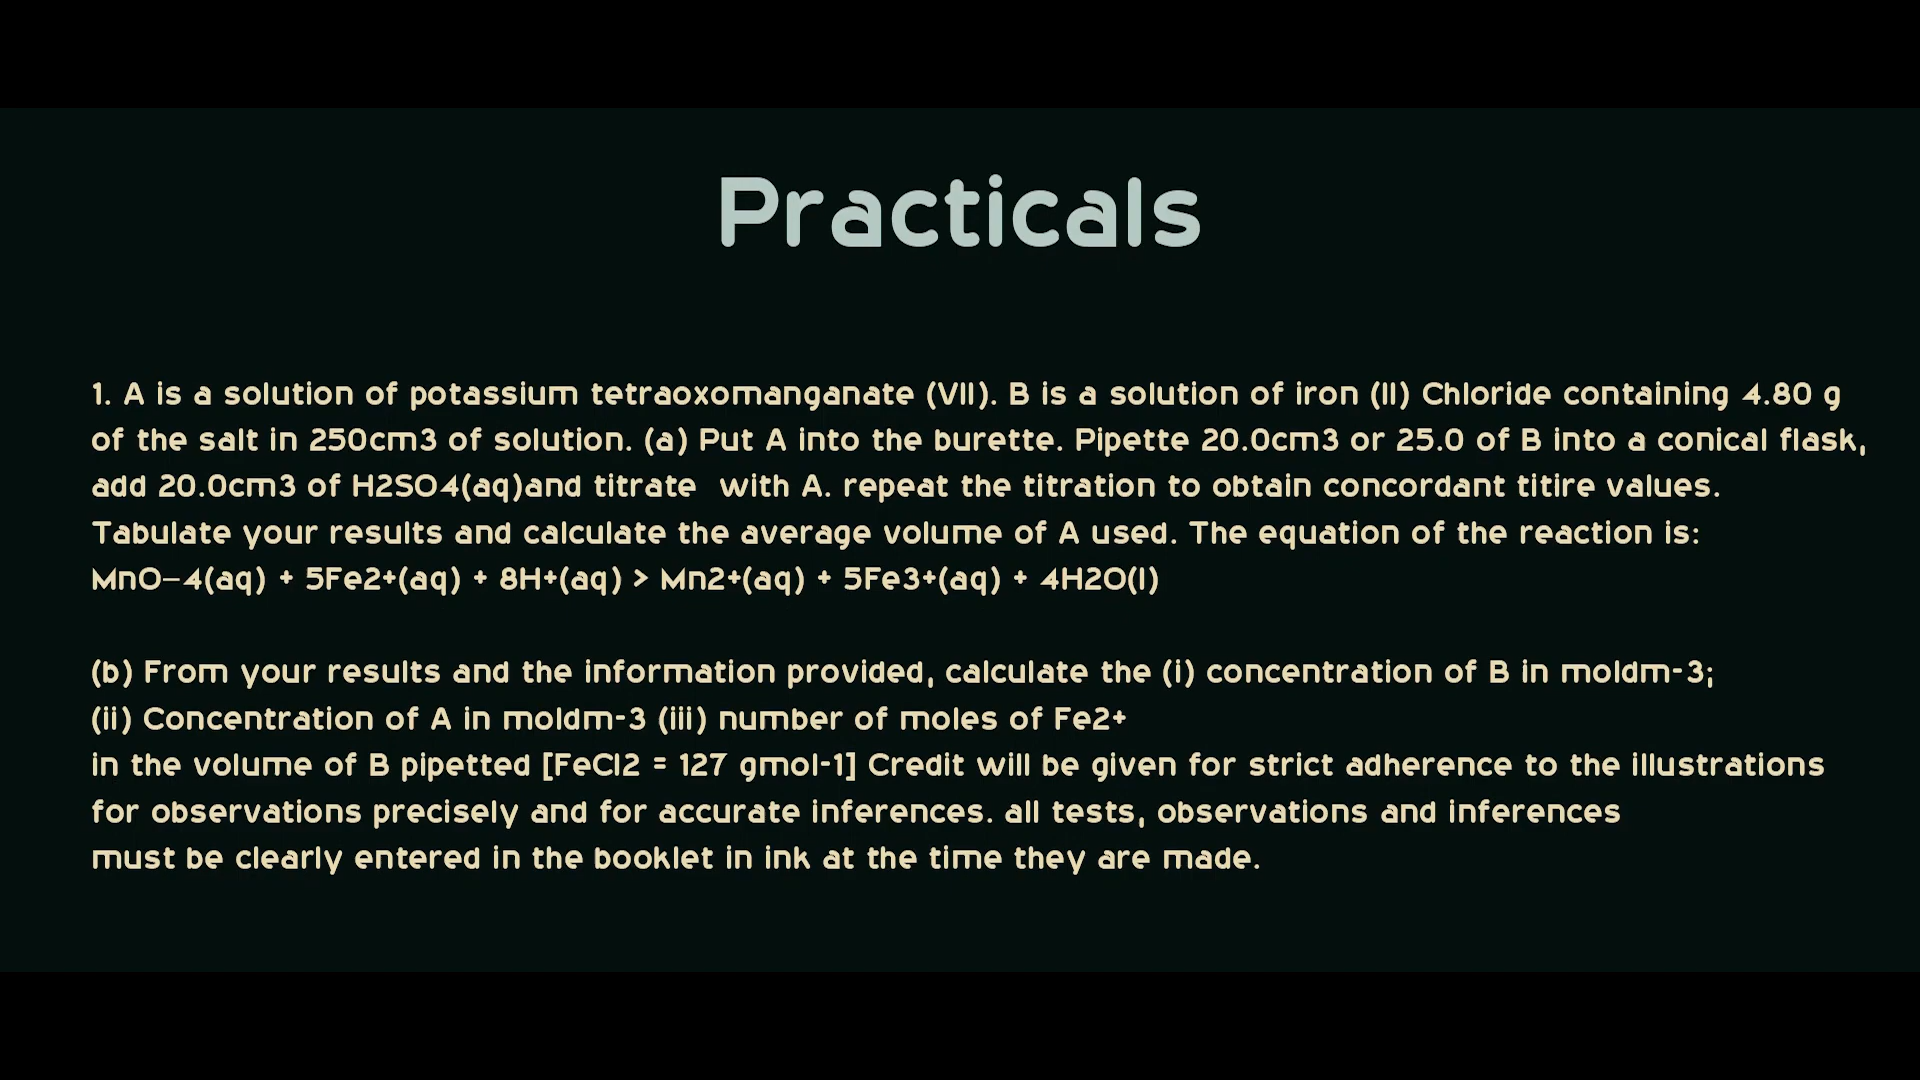 Practicals
1. A is a solution of potassium tetraoxomanganate (VII). B is a solution of iron (II) Chloride containing 4.80 g
of the salt in 250cm3 of solution. (a) Put A into the burette. Pipette 20.0cm3 or 25.0 of B into a conical flask,
add 20.0cm3 of H2SO4(aq)and titrate  with A. repeat the titration to obtain concordant titire values.
Tabulate your results and calculate the average volume of A used. The equation of the reaction is:
MnO–4(aq) + 5Fe2+(aq) + 8H+(aq) > Mn2+(aq) + 5Fe3+(aq) + 4H2O(l)
(b) From your results and the information provided, calculate the (i) concentration of B in moldm-3;
(ii) Concentration of A in moldm-3 (iii) number of moles of Fe2+
in the volume of B pipetted [FeCl2 = 127 gmol-1] Credit will be given for strict adherence to the illustrations
for observations precisely and for accurate inferences. all tests, observations and inferences
must be clearly entered in the booklet in ink at the time they are made.